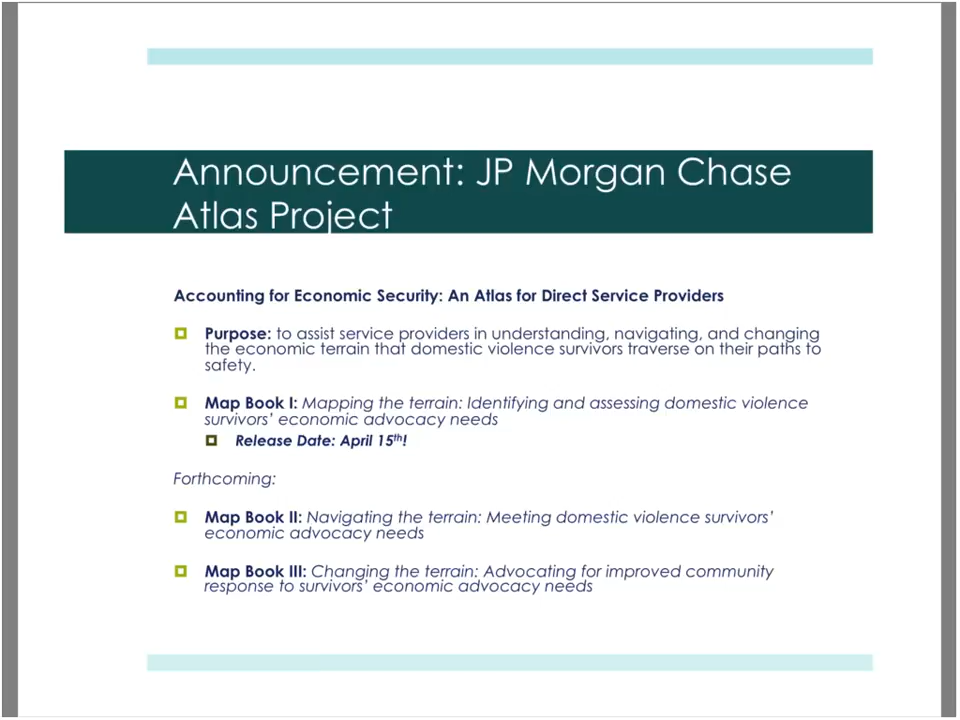 Announcement: JP Morgan Chase
Atlas Project
Accounting for Economic Security: An Atlas for Direct Service Providers
Purpose: to assist service providers in understanding, navigating, and changing
the economic terrain that domestic violence survivors traverse on their paths to
safety.
Map Book I: Mapping the terrain: Identifying and assessing domestic violence
survivors’ economic advocacy needs
Release Date: April 15th!
Forthcoming:
Map Book II: Navigating the terrain: Meeting domestic violence survivors’
economic advocacy needs
Map Book III: Changing the terrain: Advocating for improved community
response to survivors’ economic advocacy needs